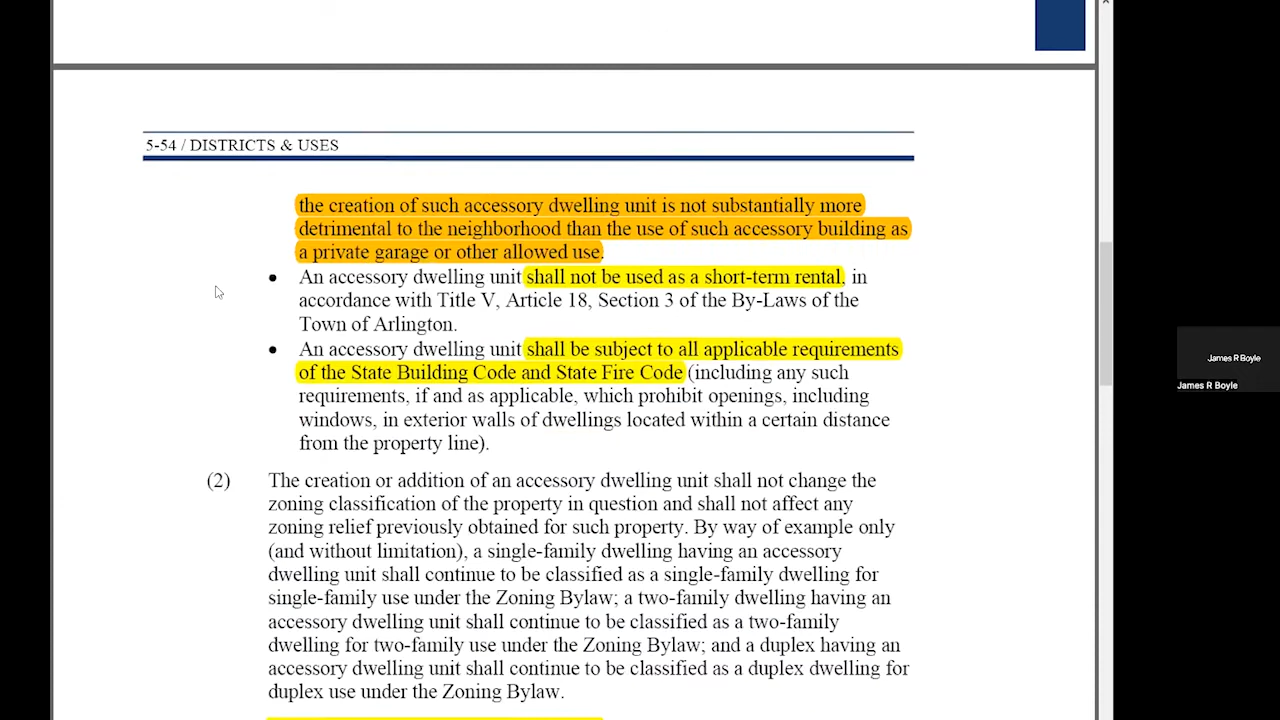 5-54 / DISTRICTS & USES
the creation of such accessory dwelling unit is not substantially more
detrimental to the neighborhood than the use of such accessory building as
a private garage or other allowed use.
• An accessory dwelling unit shall not be used as a short-term rental, in
accordance with Title V, Article 18, Section 3 of the By-Laws of the
Town of Arlington.
• An accessory dwelling unit shall be subject to all applicable requirements
of the State Building Code and State Fire Code (including any such
requirements, if and as applicable, which prohibit openings, including
windows, in exterior walls of dwellings located within a certain distance
from the property line).
(2) The creation or addition of an accessory dwelling unit shall not change the
zoning classification of the property in question and shall not affect any
zoning relief previously obtained for such property. By way of example only
(and without limitation), a single-family dwelling having an accessory
dwelling unit shall continue to be classified as a single-family dwelling for
single-family use under the Zoning Bylaw; a two-family dwelling having an
accessory dwelling unit shall continue to be classified as a two-family
dwelling for two-family use under the Zoning Bylaw; and a duplex having an
accessory dwelling unit shall continue to be classified as a duplex dwelling for
duplex use under the Zoning Bylaw.
James R Boyle
James R Boyle